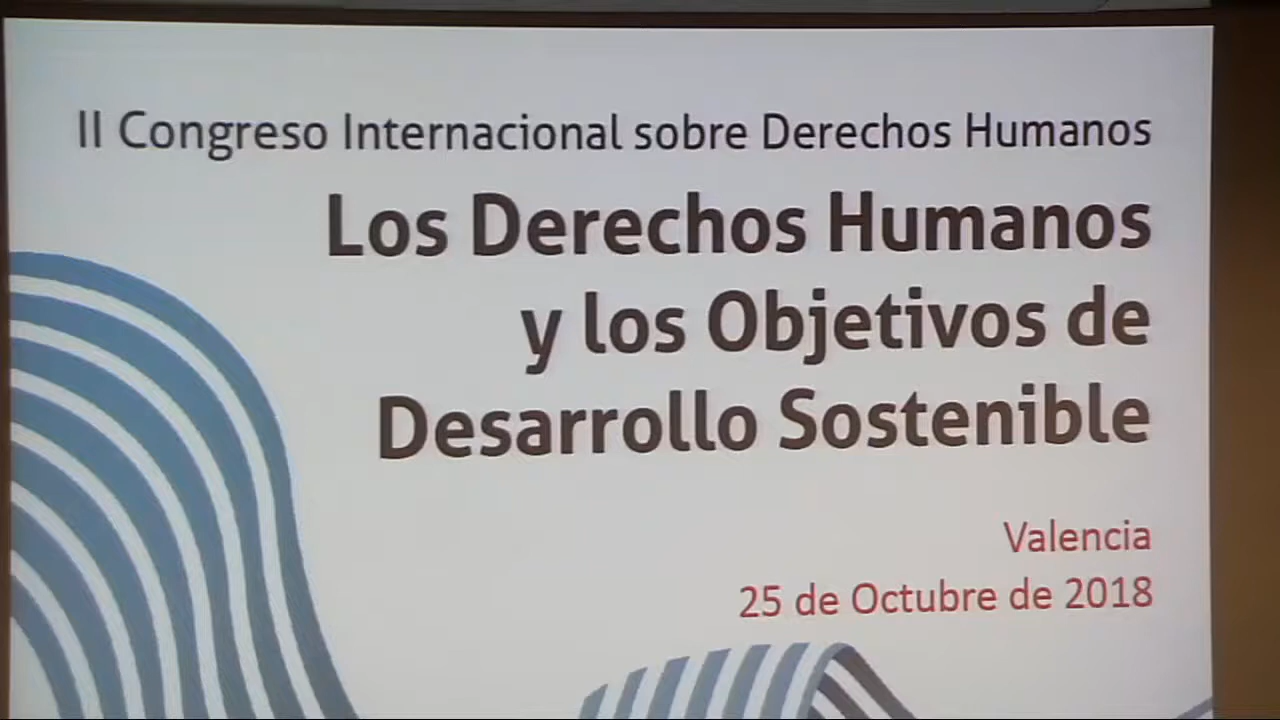 II Congreso Internacional sobre Derechos Humanos
Los Derechos Humanos
y los Objetivos de
Desarrollo Sostenible
Valencia
25 de Octubre de 2018